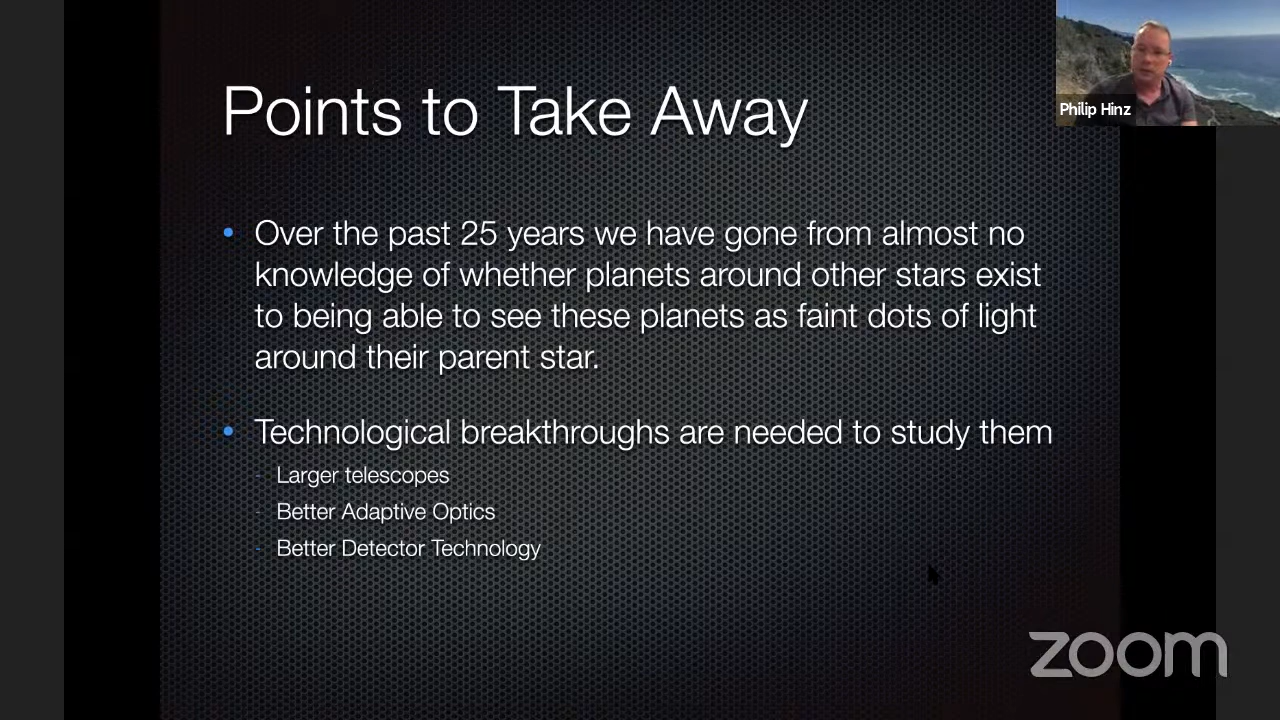 Points to Take Away
Philip Hinz
• Over the past 25 years we have gone from almost no
knowledge of whether planets around other stars exist
to being able to see these planets as faint dots of light
around their parent star.
• Technological breakthroughs are needed to study them
- Larger telescopes
- Better Adaptive Optics
- Better Detector Technology
zoom